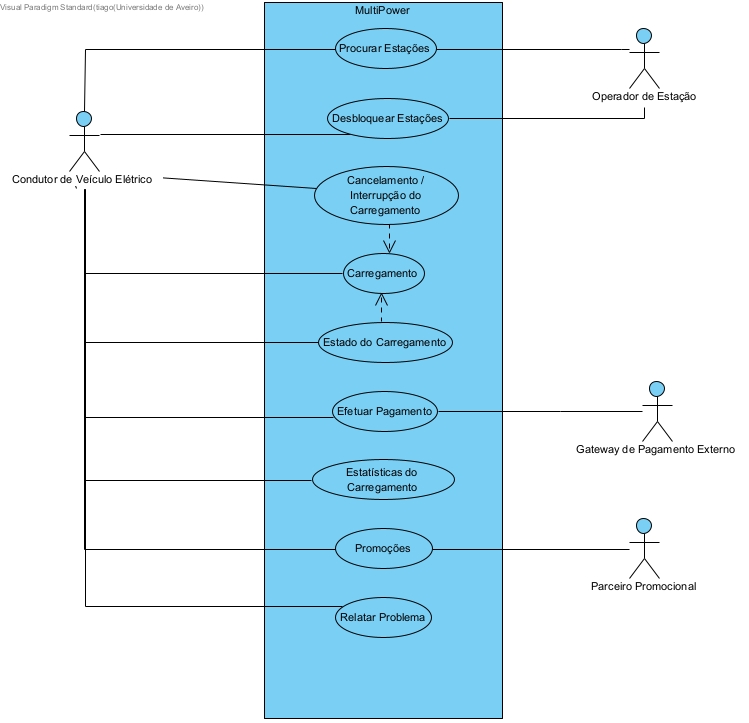 Visual Paradigm Standard(tiago(Universidade de Aveiro))
MultiPower
Procurar Estações
Operador de Estação
Desbloquear Estações
Condutor de Veículo Elétrico
Cancelamento /
Interrupção do
Carregamento
Carregamento
Estado do Carregamento
Efetuar Pagamento
Gateway de Pagamento Externo
Estatísticas do
Carregamento
Promoções
Parceiro Promocional
Relatar Problema